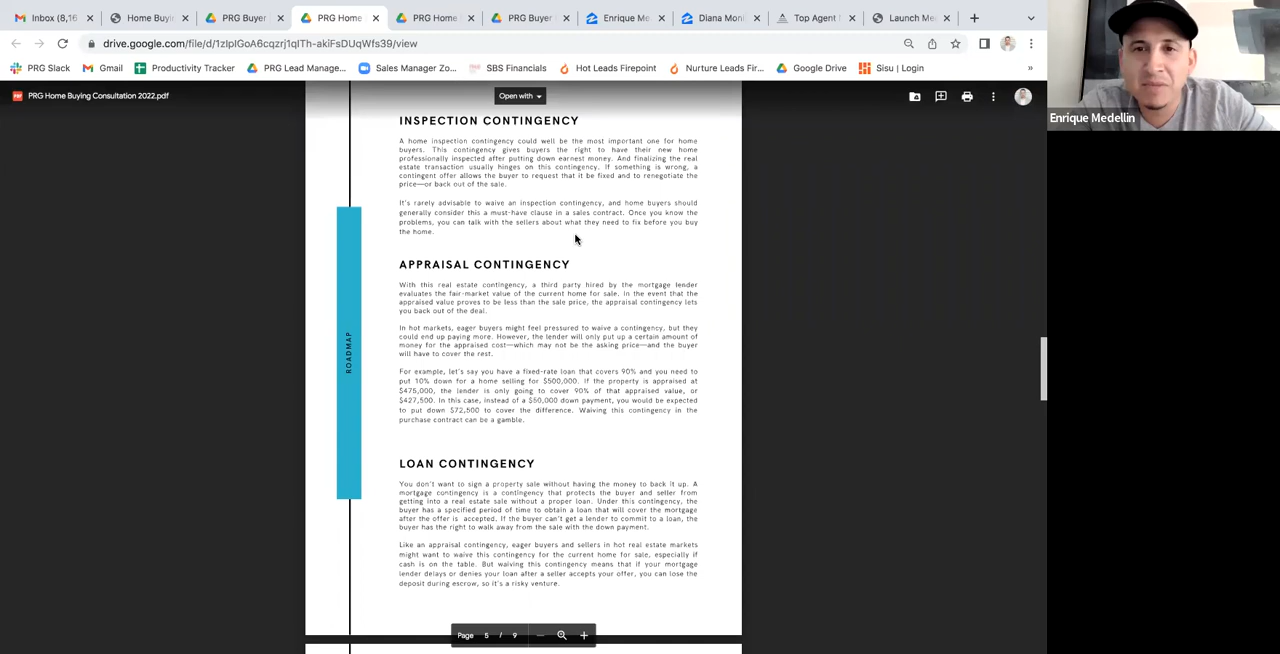 Inbox (8,16
Home Buyi
PRG Buyer
PRG Home
PRG Home
PRG Buyer
Enrique Me
Diana Moni
Top Agent
Launch Me
drive.google.com/file/d/1zIplGoA6cqzrj1qITh-akiFsDUqWfs39/view
PRG Slack
Gmail
Productivity Tracker
PRG Lead Manage...
Sales Manager Zo...
SBS Financials
Hot Leads Firepoint
Nurture Leads Fir...
Google Drive
Sisu | Login
»
PRG Home Buying Consultation 2022.pdf
Open with
Enrique Medellin
INSPECTION CONTINGENCY
A home inspection contingency could well be the most important one for home
buyers. This contingency gives buyers the right to have their new home
professionally inspected after putting down earnest money. And finalizing the real
estate transaction usually hinges on this contingency. If something is wrong, a
contingent offer allows the buyer to request that it be fixed and to renegotiate the
price—or back out of the sale.
It's rarely advisable to waive an inspection contingency, and home buyers should
generally consider this a must-have clause in a sales contract. Once you know the
problems, you can talk with the sellers about what they need to fix before you buy
the home.
APPRAISAL CONTINGENCY
With this real estate contingency, a third party hired by the mortgage lender
evaluates the fair-market value of the current home for sale. In the event that the
appraised value proves to be less than the sale price, the appraisal contingency lets
you back out of the deal.
In hot markets, eager buyers might feel pressured to waive a contingency, but they
could end up paying more. However, the lender will only put up a certain amount of
money for the appraised cost—which may not be the asking price—and the buyer
will have to cover the rest.
ROADMAP
For example, let's say you have a fixed-rate loan that covers 90% and you need to
put 10% down for a home selling for $500,000. If the property is appraised at
$475,000, the lender is only going to cover 90% of that appraised value, or
$427,500. In this case, instead of a $50,000 down payment, you would be expected
to put down $72,500 to cover the difference. Waiving this contingency in the
purchase contract can be a gamble.
LOAN CONTINGENCY
You don't want to sign a property sale without having the money to back it up. A
mortgage contingency is a contingency that protects the buyer and seller from
getting into a real estate sale without a proper loan. Under this contingency, the
buyer has a specified period of time to obtain a loan that will cover the mortgage
after the offer is accepted. If the buyer can't get a lender to commit to a loan, the
buyer has the right to walk away from the sale with the down payment.
Like an appraisal contingency, eager buyers and sellers in hot real estate markets
might want to waive this contingency for the current home for sale, especially if
cash is on the table. But waiving this contingency means that if your mortgage
lender delays or denies your loan after a seller accepts your offer, you can lose the
deposit during escrow, so it's a risky venture.
Page 5 / 9